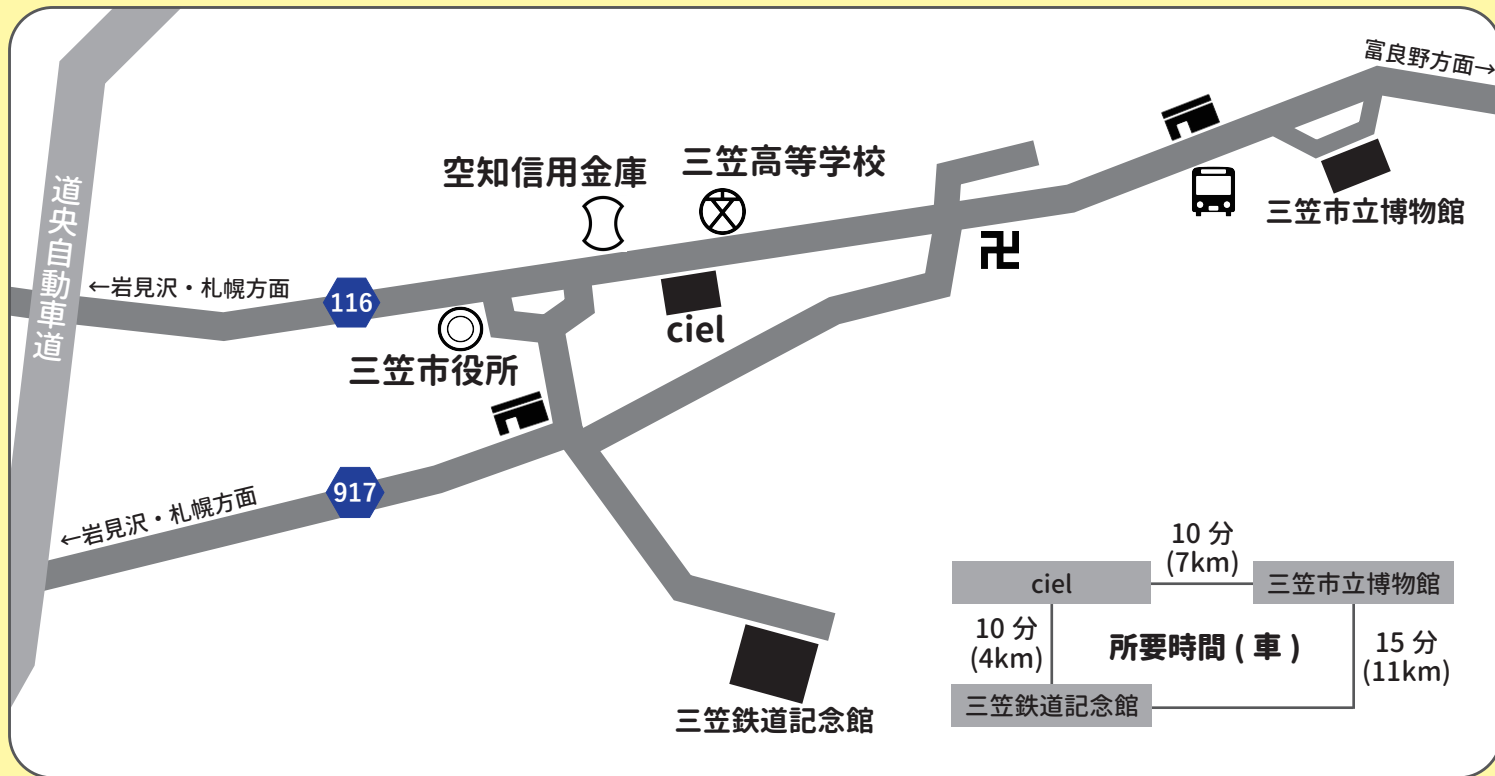 富良野方面→
空知信用金庫
三笠高等学校
三笠市立博物館
道央自動車道
←岩見沢・札幌方面
116
ciel
三笠市役所
←岩見沢・札幌方面
917
三笠鉄道記念館
10 分
(7km)
ciel
三笠市立博物館
10 分
(4km)
所要時間 ( 車 )
15 分
(11km)
三笠鉄道記念館